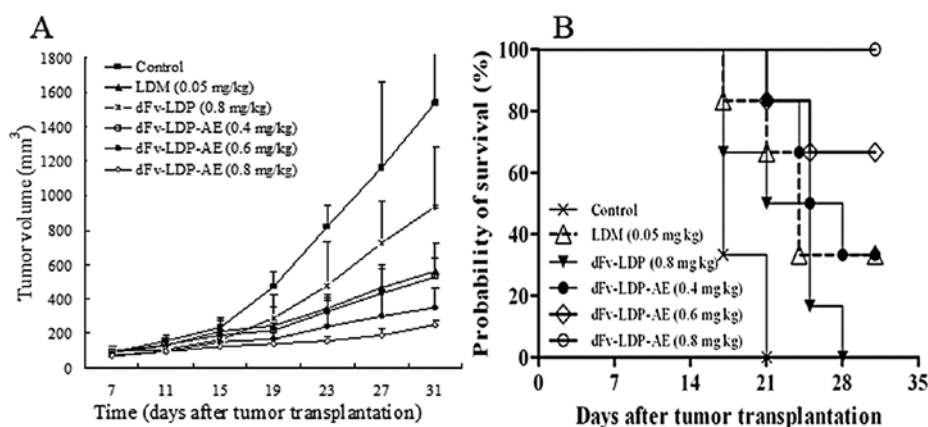 A
Tumor volume (mm³)
1800
1600
1400
1200
1000
800
600
400
200
0
Control
LDM (0.05 mg/kg)
dFv-LDP (0.8 mg/kg)
dFv-LDP-AE (0.4 mg/kg)
dFv-LDP-AE (0.6 mg/kg)
dFv-LDP-AE (0.8 mg/kg)
7 11 15 19 23 27 31
Time (days after tumor transplantation)
B
Probability of survival (%)
100
80
60
40
20
0
Control
LDM (0.05 mg kg)
dFv-LDP (0.8 mg/kg)
dFv-LDP-AE (0.4 mg/kg)
dFv-LDP-AE (0.6 mg kg)
dFv-LDP-AE (0.8 mg kg)
0 7 14 21 28 35
Days after tumor transplantation